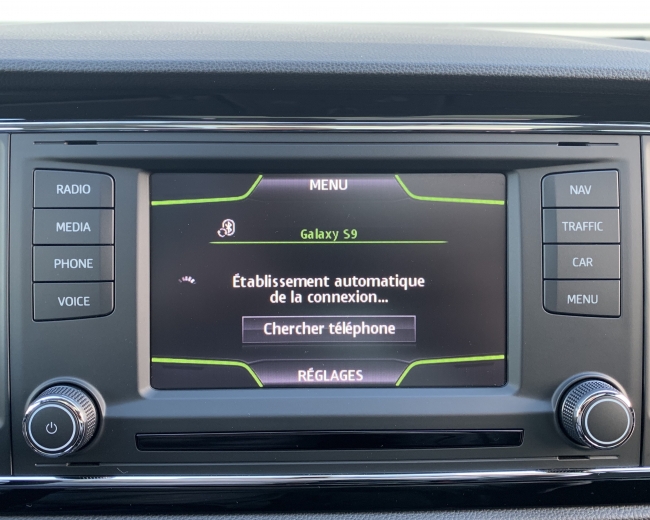 MENU
RADIO
MEDIA
PHONE
VOICE
Galaxy S9
Établissement automatique
de la connexion...
Chercher téléphone
RÉGLAGES
NAV
TRAFFIC
CAR
MENU